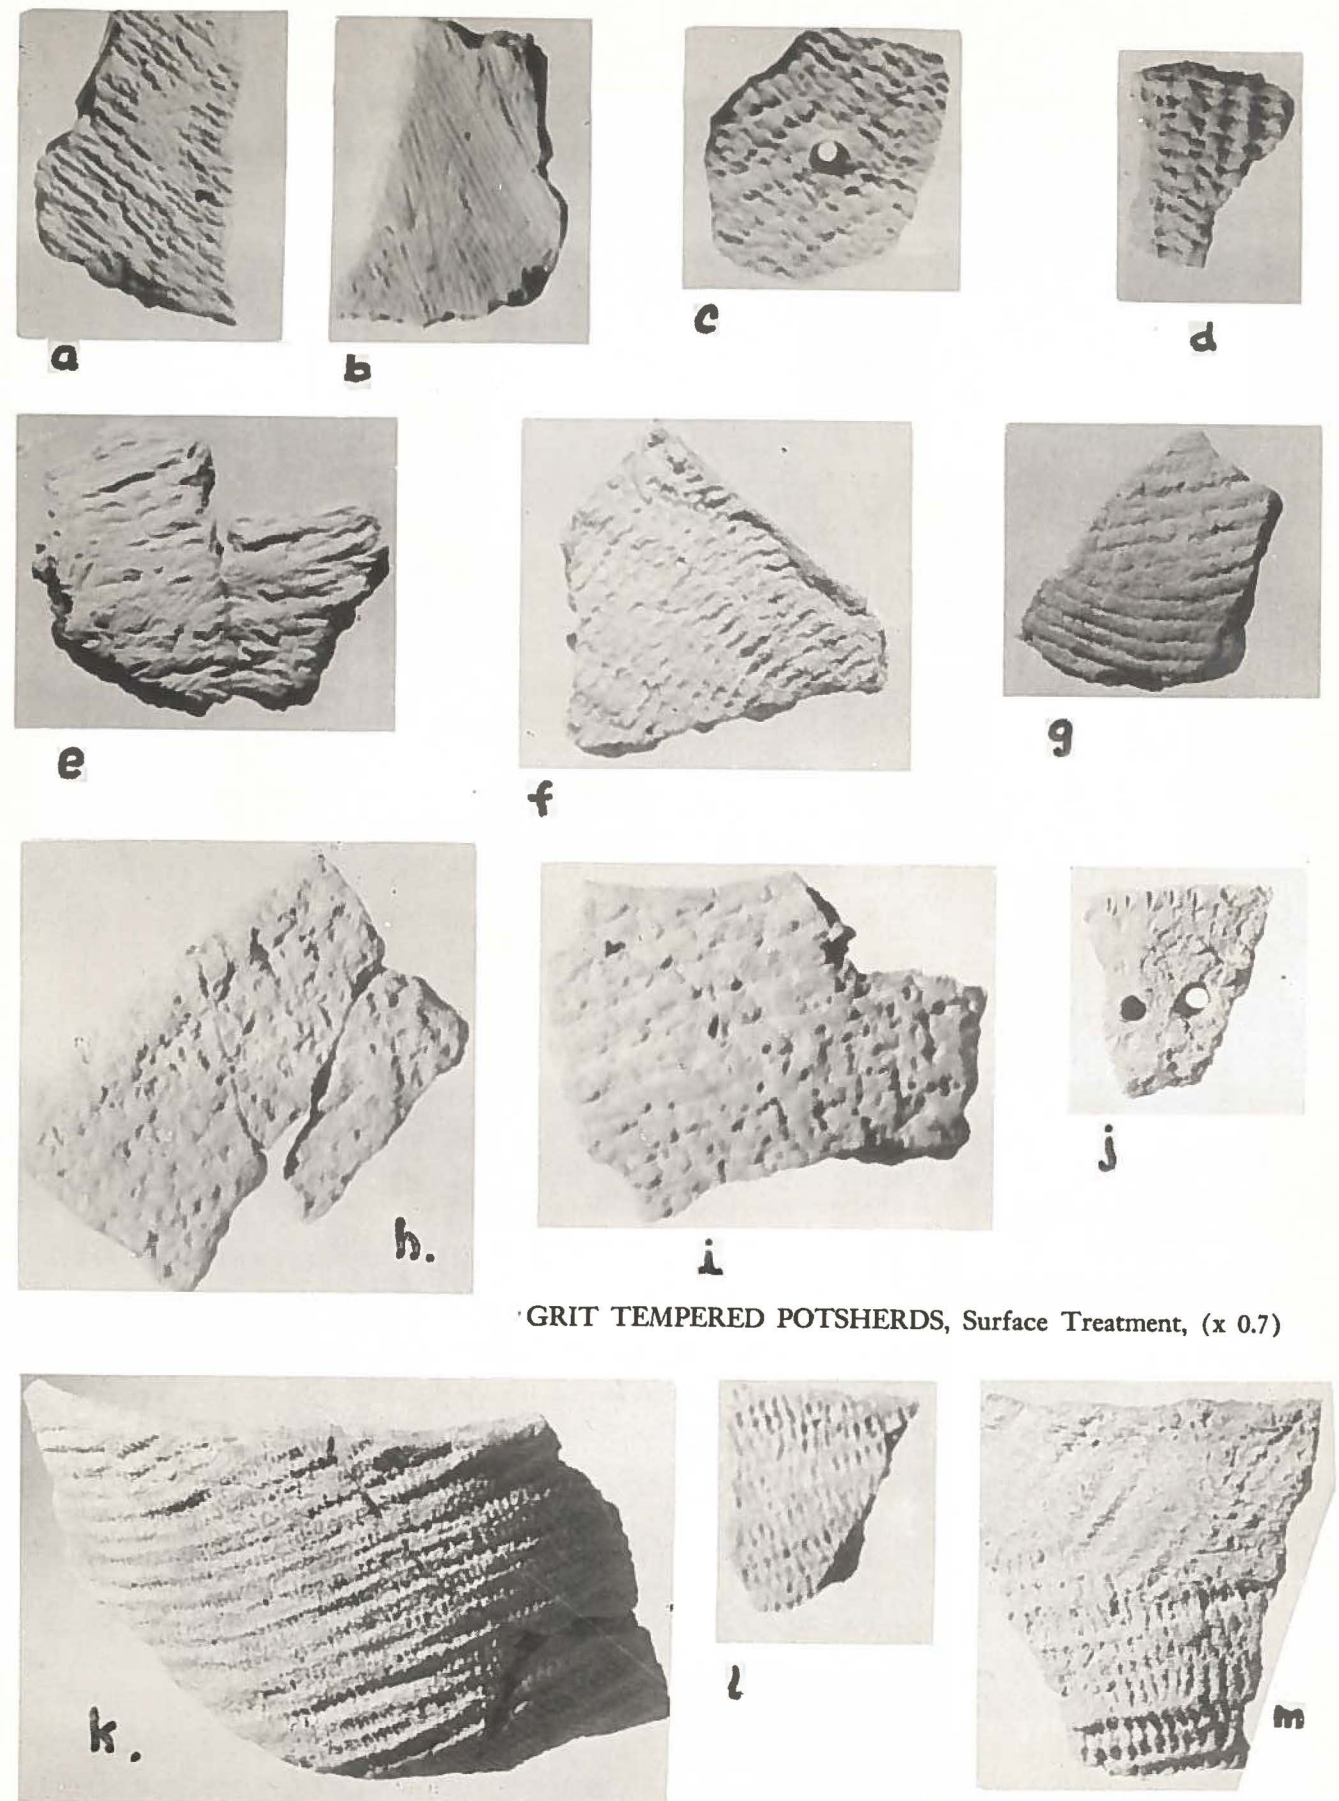 a
b
c
d
e
f
g
h.
i
j
GRIT TEMPERED POTSHERDS, Surface Treatment, (x 0.7)
k.
l
m